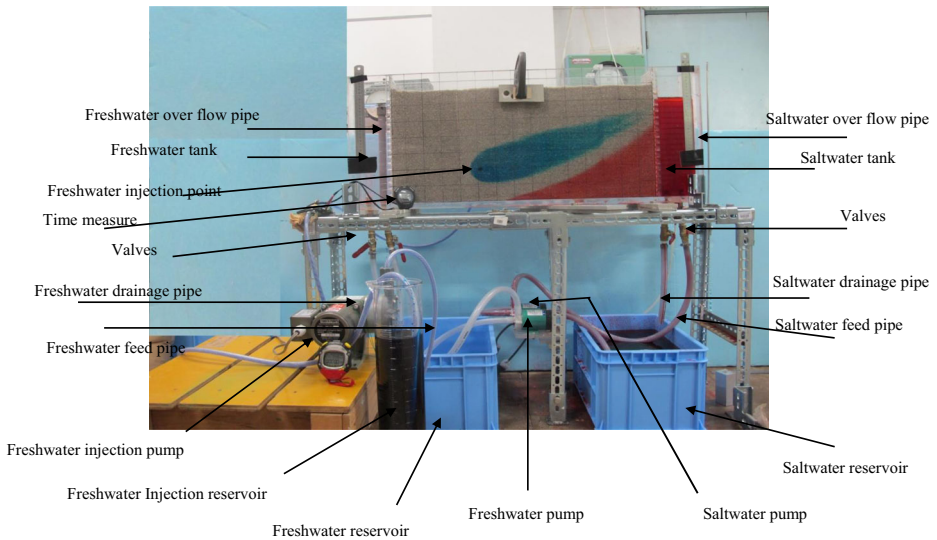 Freshwater over flow pipe
Saltwater over flow pipe
Freshwater tank
Saltwater tank
Freshwater injection point
Time measure
Valves
Valves
Freshwater drainage pipe
Saltwater drainage pipe
Freshwater feed pipe
Saltwater feed pipe
Freshwater injection pump
Saltwater reservoir
Freshwater Injection reservoir
Freshwater reservoir
Freshwater pump
Saltwater pump